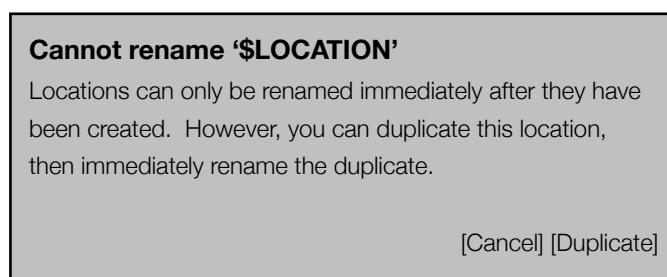 Cannot rename ‘$LOCATION’
Locations can only be renamed immediately after they have
been created.  However, you can duplicate this location,
then immediately rename the duplicate.
[Cancel] [Duplicate]